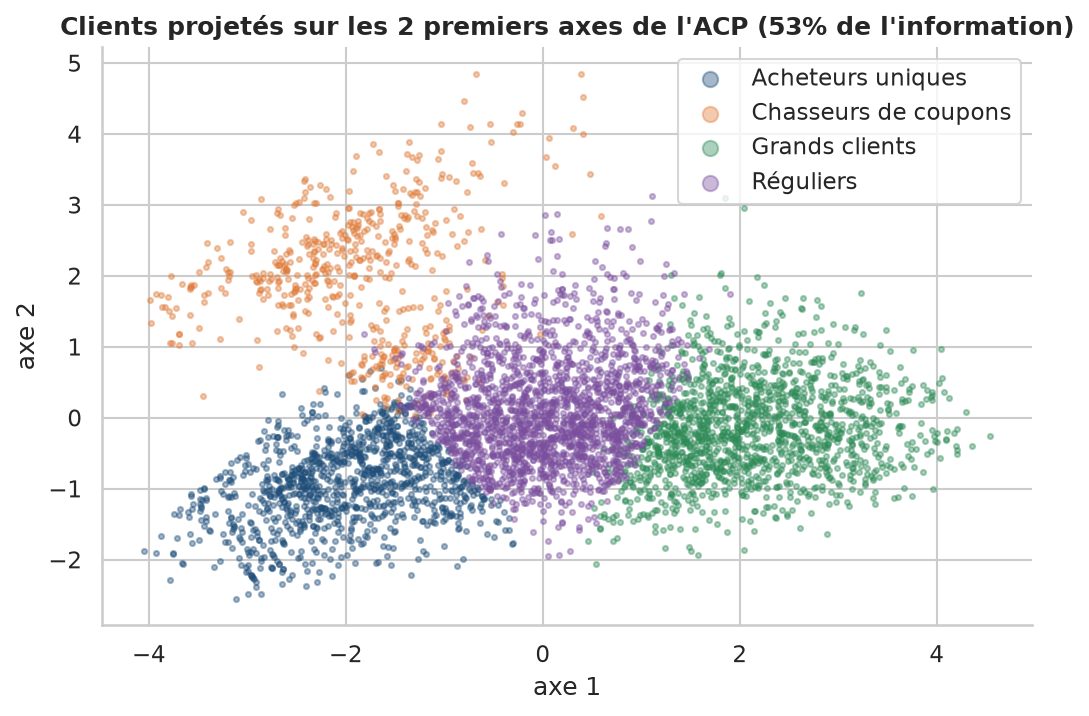 Clients projetés sur les 2 premiers axes de l'ACP (53% de l'information)
5
4
3
2
1
0
−1
−2
axe 2
Acheteurs uniques
Chasseurs de coupons
Grands clients
Réguliers
−4
−2
0
2
4
axe 1